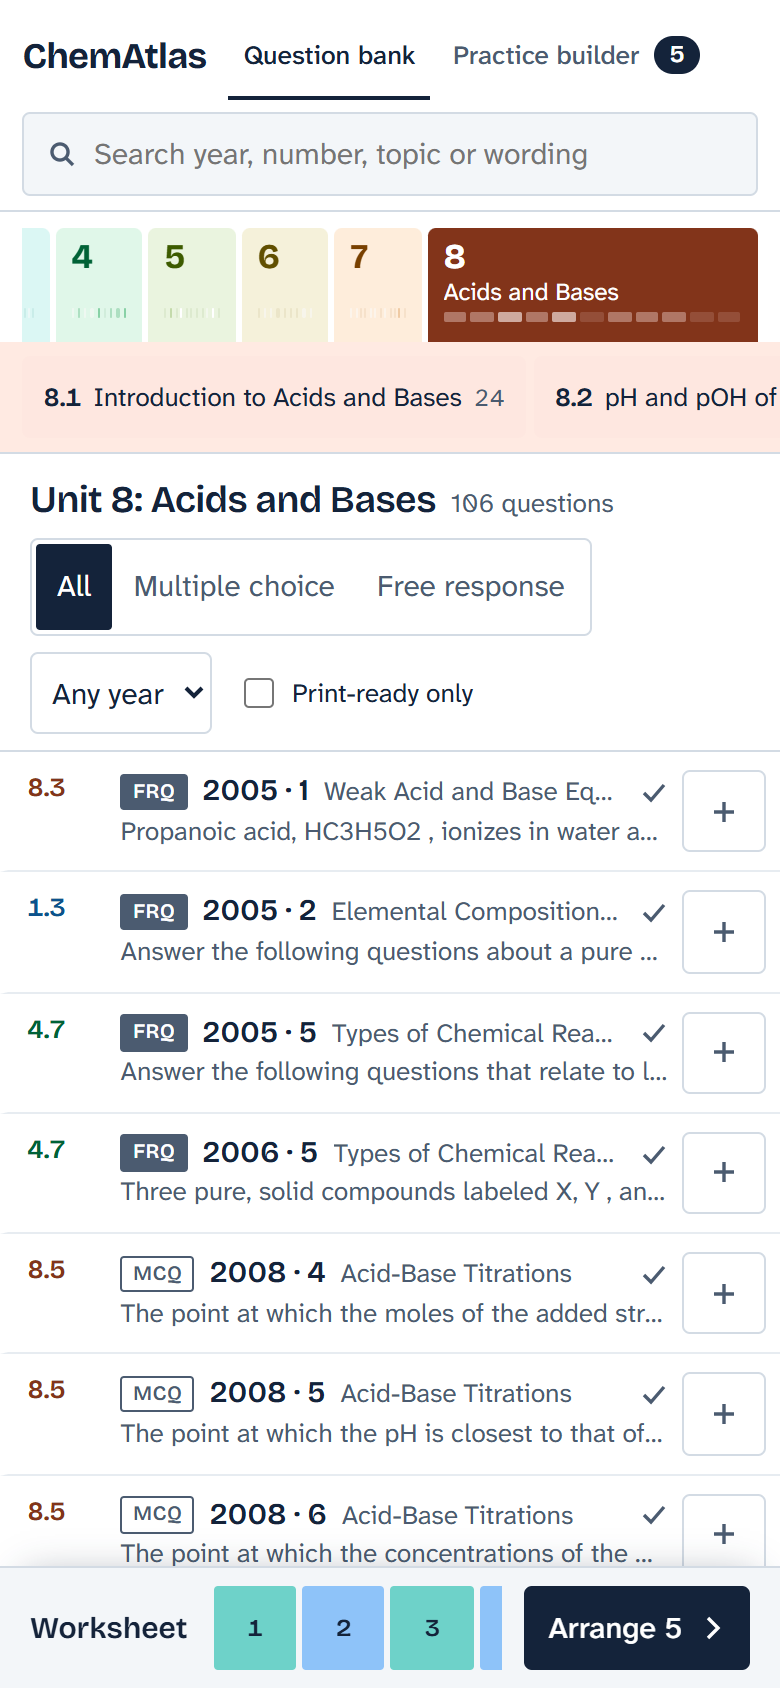 ChemAtlas Question bank Practice builder 5
Search year, number, topic or wording
4 5 6 7 8
Acids and Bases
8.1 Introduction to Acids and Bases 24 8.2 pH and pOH of
Unit 8: Acids and Bases 106 questions
All Multiple choice Free response
Any year Print-ready only
8.3 FRQ 2005 · 1 Weak Acid and Base Eq...
Propanoic acid, HC3H5O2 , ionizes in water a...
1.3 FRQ 2005 · 2 Elemental Composition...
Answer the following questions about a pure ...
4.7 FRQ 2005 · 5 Types of Chemical Rea...
Answer the following questions that relate to l...
4.7 FRQ 2006 · 5 Types of Chemical Rea...
Three pure, solid compounds labeled X, Y , an...
8.5 MCQ 2008 · 4 Acid-Base Titrations
The point at which the moles of the added str...
8.5 MCQ 2008 · 5 Acid-Base Titrations
The point at which the pH is closest to that of...
8.5 MCQ 2008 · 6 Acid-Base Titrations
The point at which the concentrations of the ...
Worksheet 1 2 3 Arrange 5